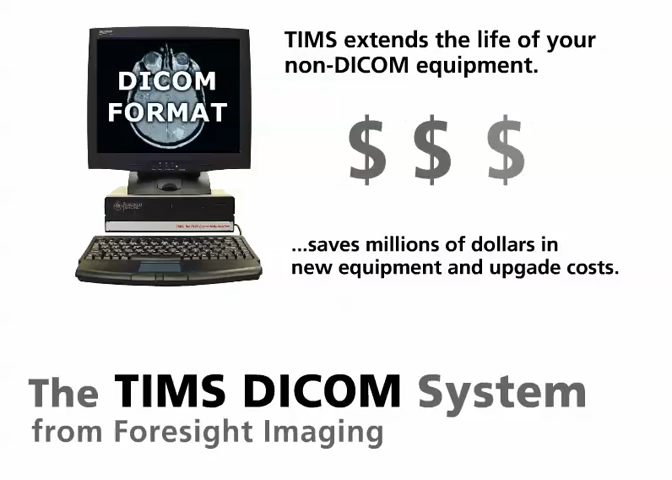 TIMS extends the life of your
non-DICOM equipment.
DICOM
FORMAT
$ $ $
...saves millions of dollars in
new equipment and upgade costs.
The TIMS DICOM System
from Foresight Imaging